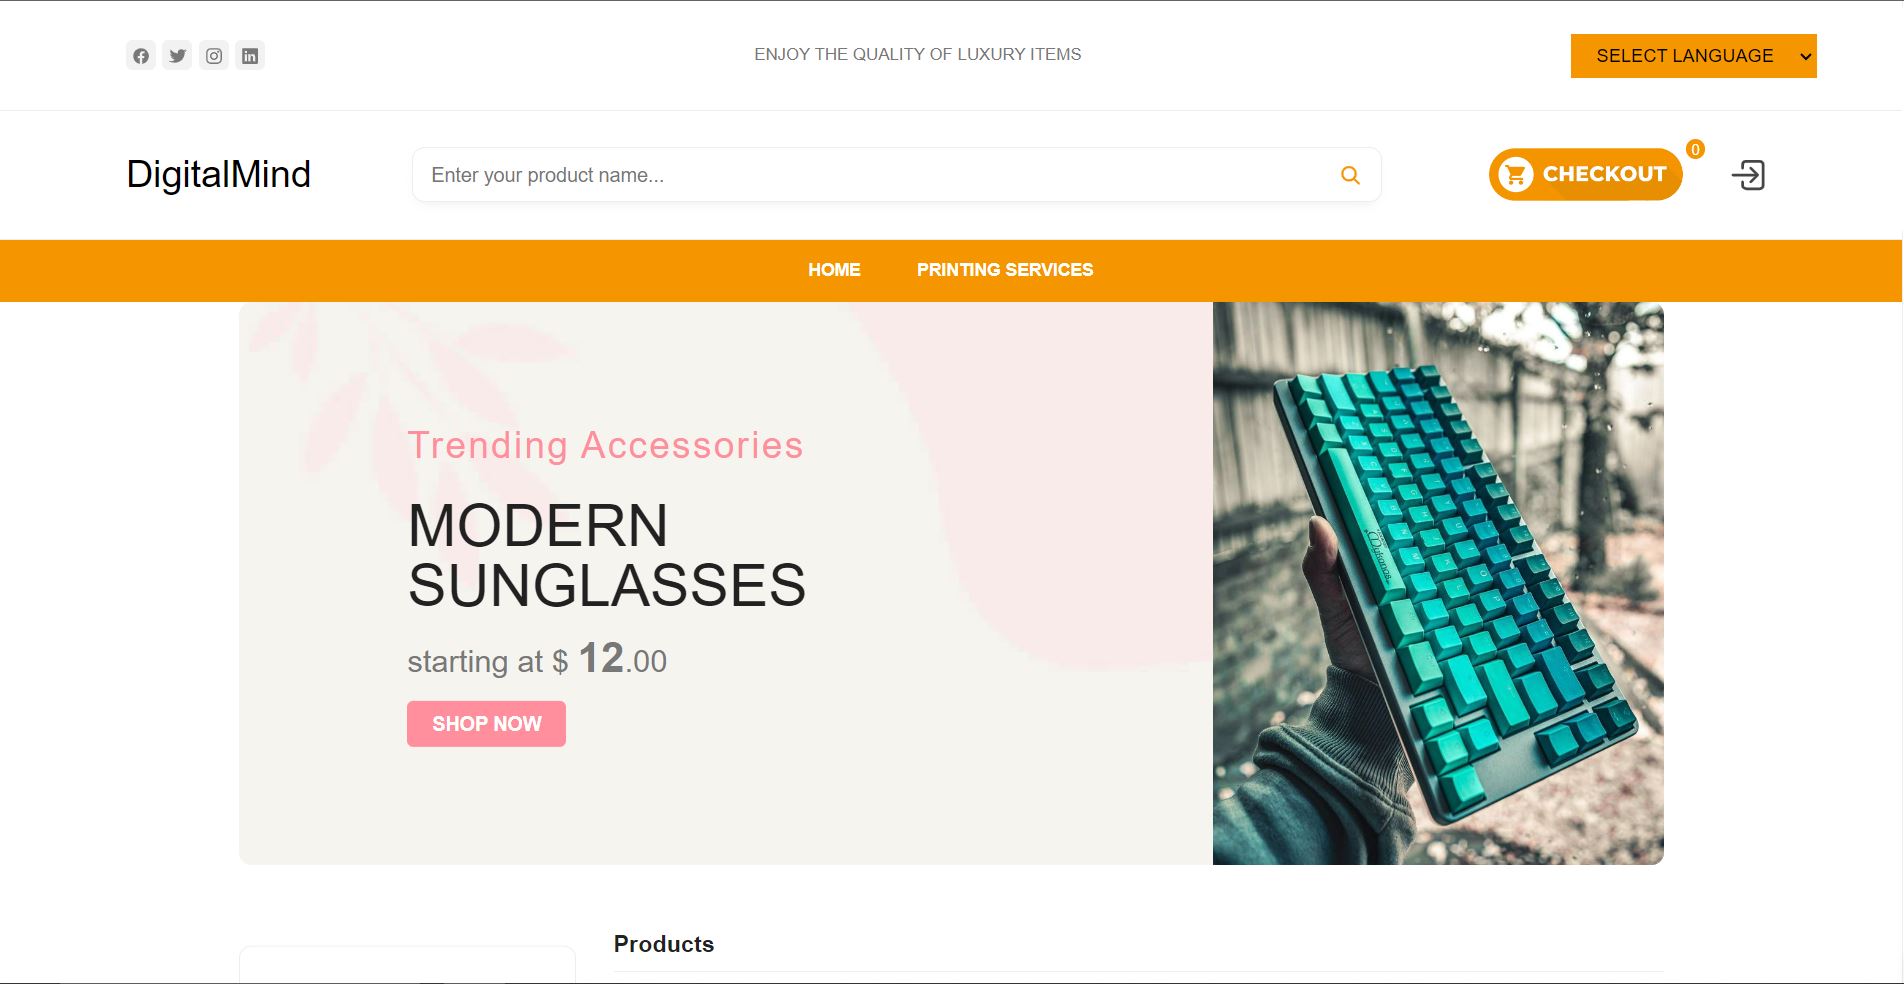 ENJOY THE QUALITY OF LUXURY ITEMS
SELECT LANGUAGE
DigitalMind
Enter your product name...
CHECKOUT
0
HOME
PRINTING SERVICES
Trending Accessories
MODERN
SUNGLASSES
starting at $ 12.00
SHOP NOW
Products